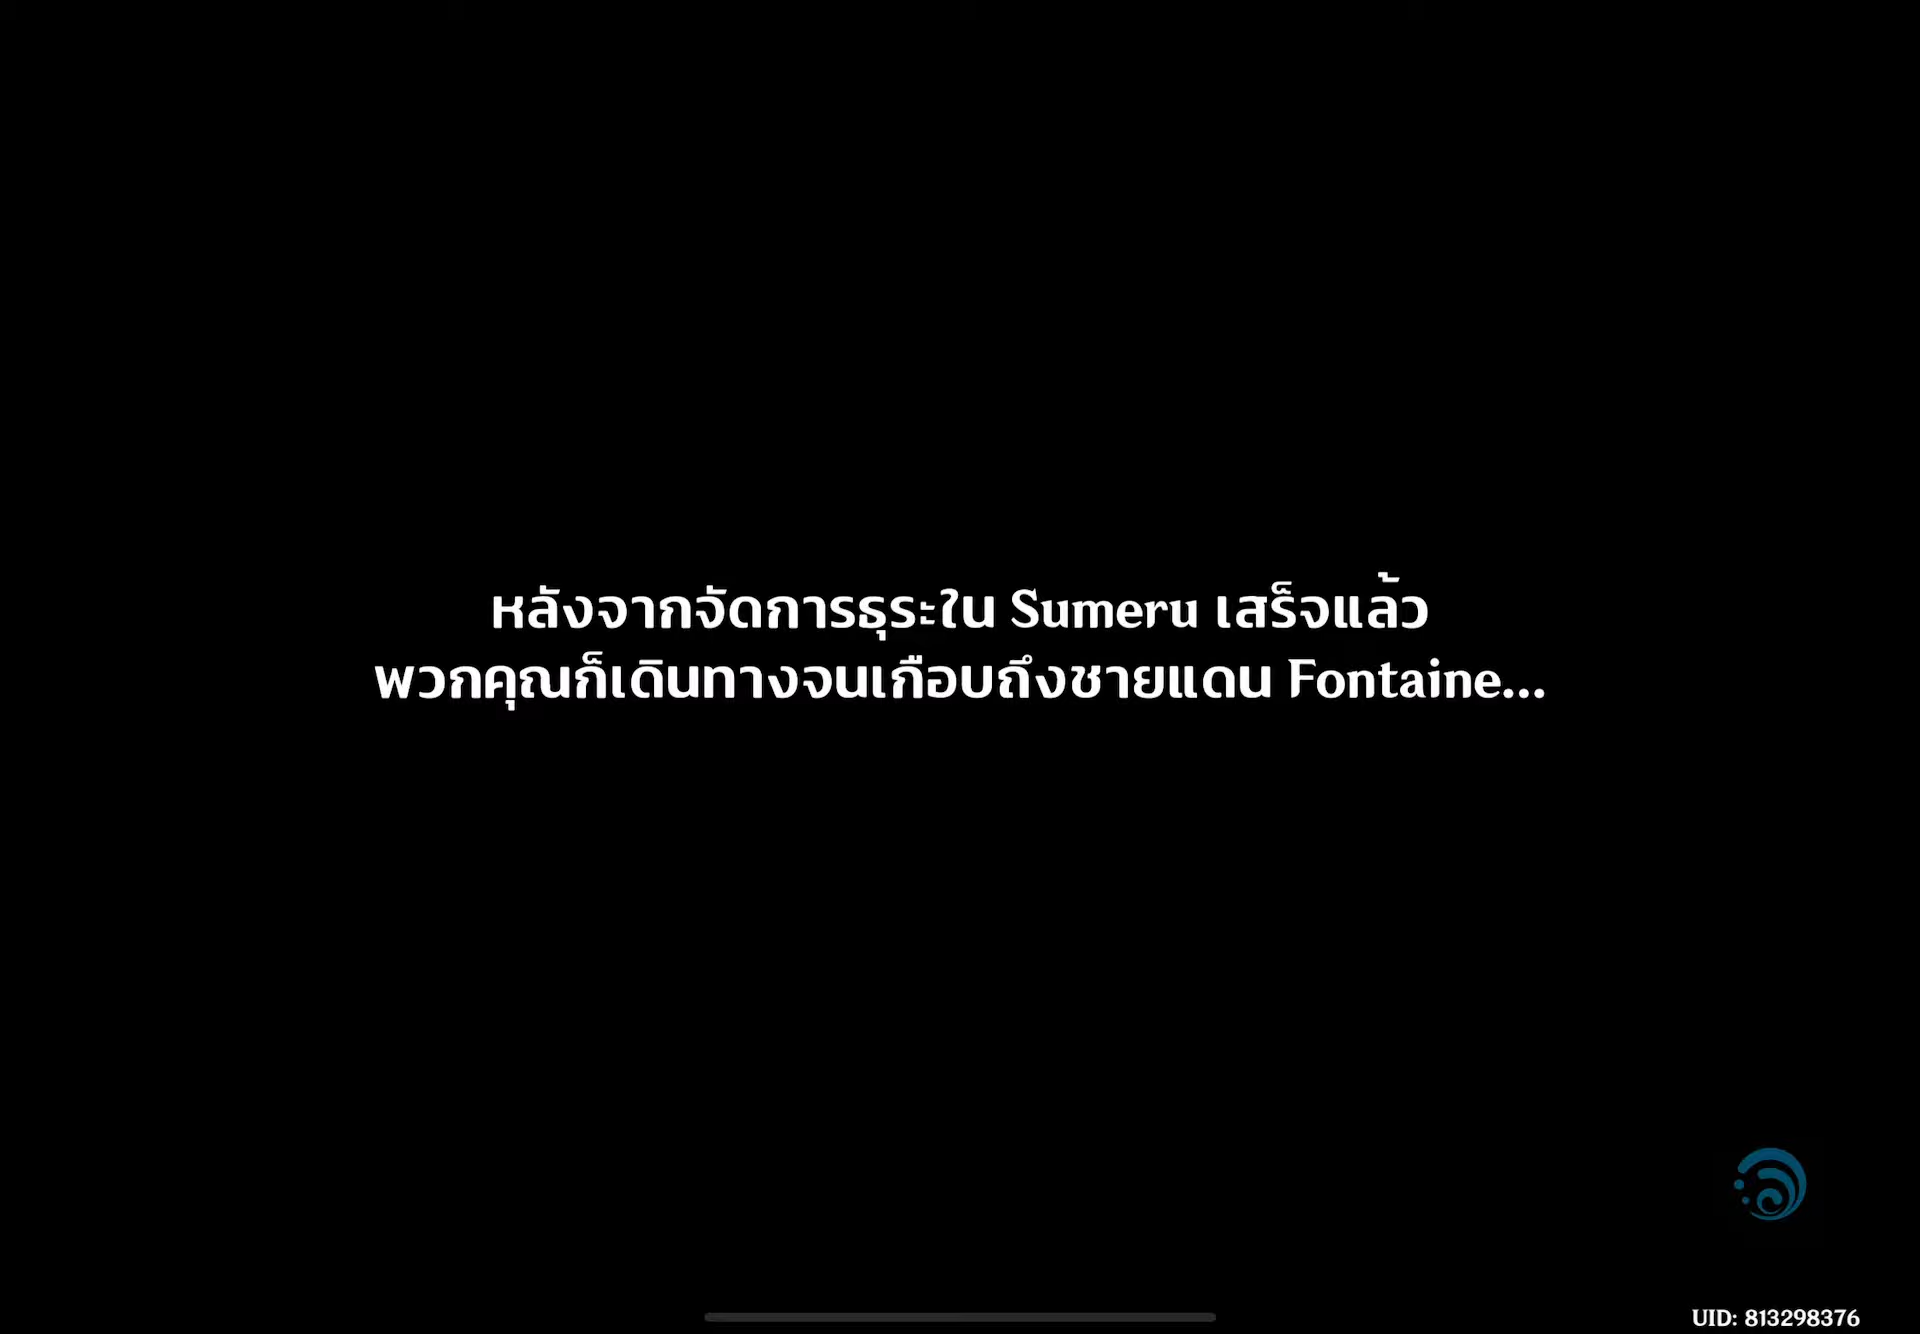 หลังจากจัดการธุระใน Sumeru เสร็จแล้ว
พวกคุณก็เดินทางจนเกือบถึงชายแดน Fontaine...
UID: 813298376